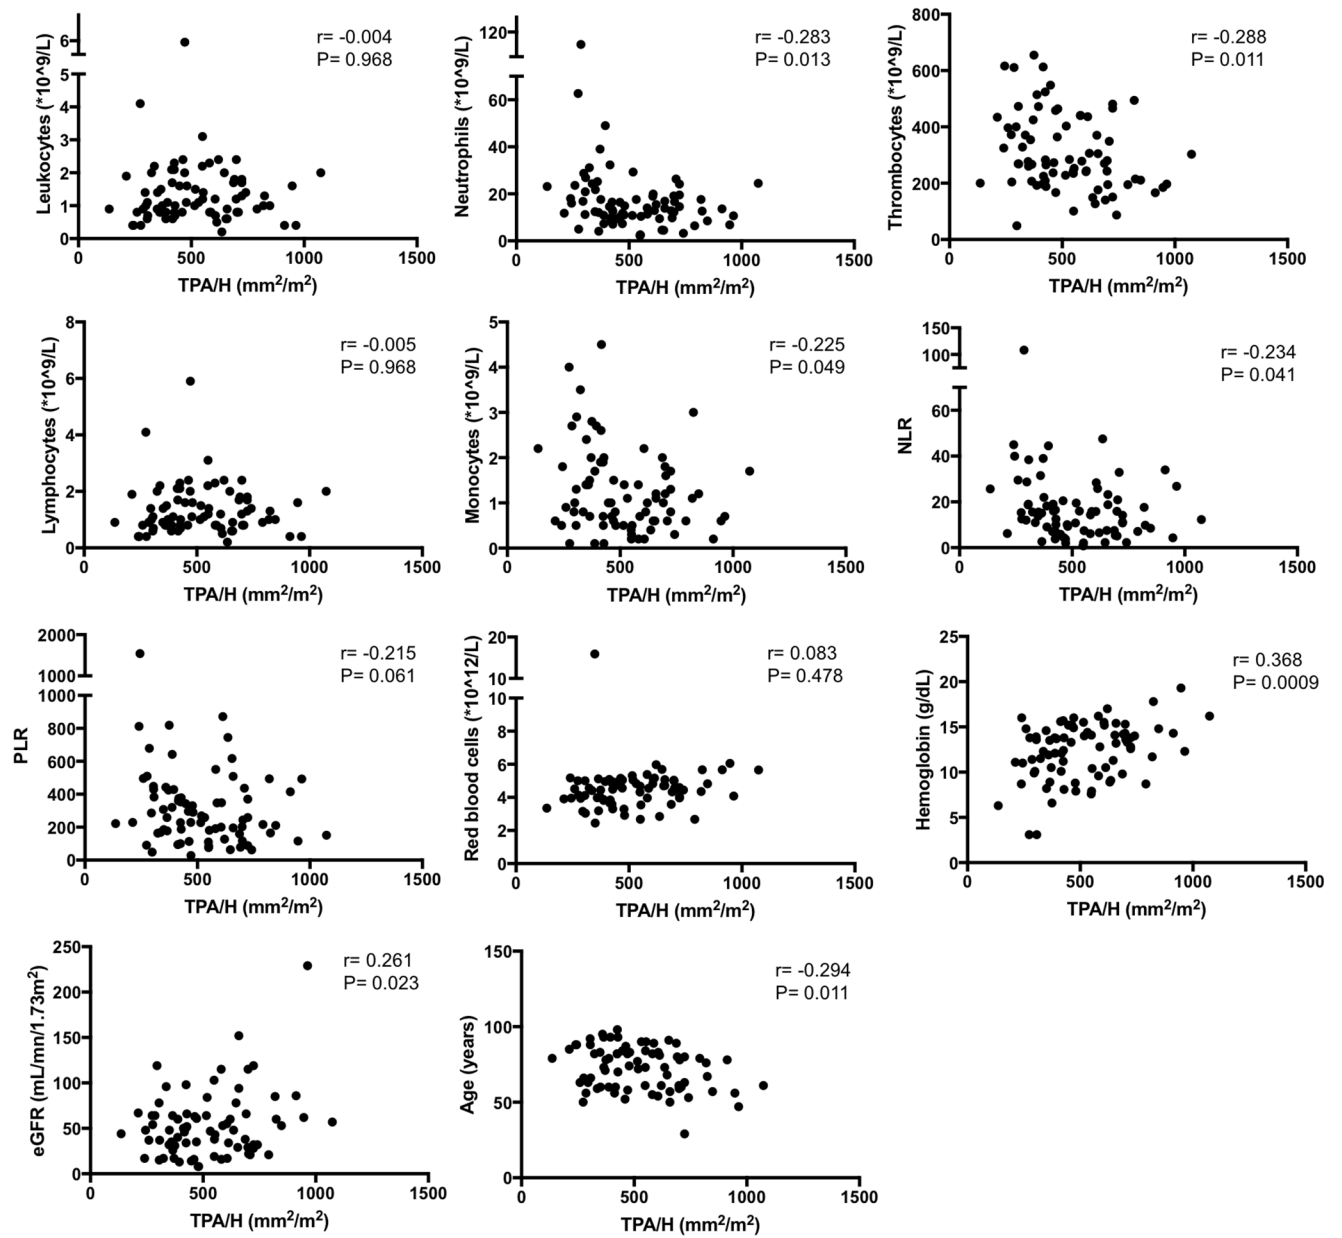 Leukocytes (*10^9/L)
6
5
4
3
2
1
0
r= -0.004
P= 0.968
0 500 1000 1500
TPA/H (mm²/m²)
Neutrophils (*10^9/L)
120
60
40
20
0
r= -0.283
P= 0.013
0 500 1000 1500
TPA/H (mm²/m²)
Thrombocytes (*10^9/L)
800
600
400
200
0
r= -0.288
P= 0.011
0 500 1000 1500
TPA/H (mm²/m²)
Lymphocytes (*10^9/L)
8
6
4
2
0
r= -0.005
P= 0.968
0 500 1000 1500
TPA/H (mm²/m²)
Monocytes (*10^9/L)
5
4
3
2
1
0
r= -0.225
P= 0.049
0 500 1000 1500
TPA/H (mm²/m²)
NLR
150
100
60
40
20
0
r= -0.234
P= 0.041
0 500 1000 1500
TPA/H (mm²/m²)
PLR
2000
1000
1000
800
600
400
200
0
r= -0.215
P= 0.061
0 500 1000 1500
TPA/H (mm²/m²)
Red blood cells (*10^12/L)
20
10
10
8
6
4
2
0
r= 0.083
P= 0.478
0 500 1000 1500
TPA/H (mm²/m²)
Hemoglobin (g/dL)
25
20
15
10
5
0
r= 0.368
P= 0.0009
0 500 1000 1500
TPA/H (mm²/m²)
eGFR (mL/mn/1.73m²)
250
200
150
100
50
0
r= 0.261
P= 0.023
0 500 1000 1500
TPA/H (mm²/m²)
Age (years)
150
100
50
0
r= -0.294
P= 0.011
0 500 1000 1500
TPA/H (mm²/m²)